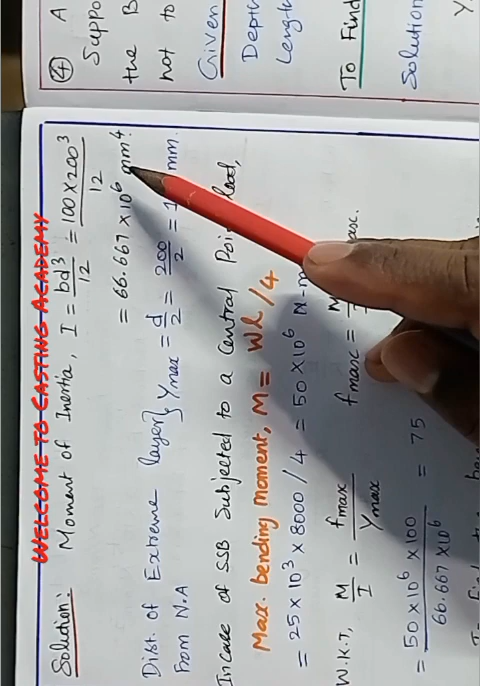 WELCOME TO CASTING ACADEMY
Solution: Moment of Inertia, I = bd³/12 = 100 × 200³/12
= 66.667 × 10⁶ mm⁴.
Dist. of Extreme layer} Ymax = d/2 = 200/2 = 1 mm.
From N.A
Incase of SSB Subjected to a Central load,
Max. bending moment, M = Wl/4
= 25×10³ × 8000/4 = 50×10⁶ N-m
W.K.T, M/I = fmax/Ymax fmax =
= 50×10⁶ × 100 / 66.667 × 10⁶ = 75
④ A
Suppo
the B
not to
Given
Depth
Length
To Find
Solution
Y